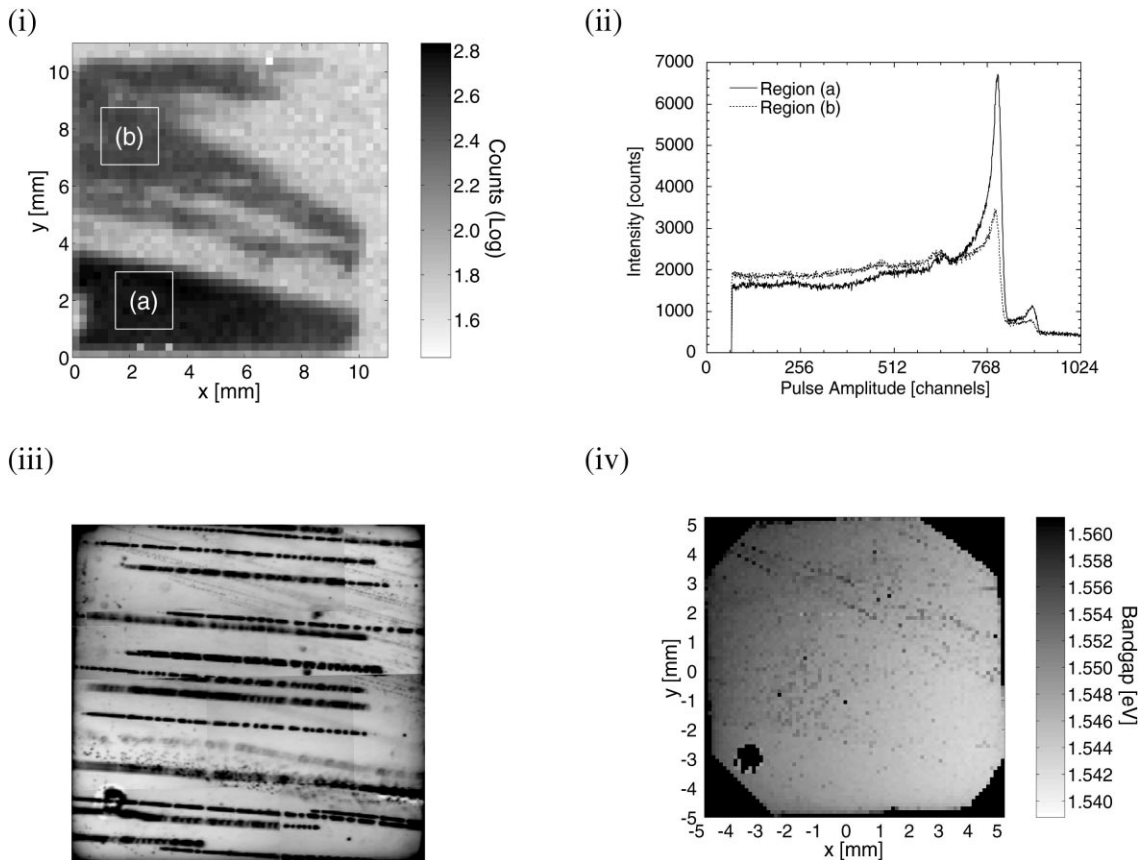 (i)
10
8
6
4
2
0
y [mm]
(b)
(a)
0 2 4 6 8 10
x [mm]
2.8
2.6
2.4
2.2
2.0
1.8
1.6
Counts (Log)
(ii)
7000
6000
5000
4000
3000
2000
1000
0
Intensity [counts]
Region (a)
Region (b)
0 256 512 768 1024
Pulse Amplitude [channels]
(iii)
(iv)
5
4
3
2
1
0
-1
-2
-3
-4
-5
y [mm]
-5 -4 -3 -2 -1 0 1 2 3 4 5
x [mm]
1.560
1.558
1.556
1.554
1.552
1.550
1.548
1.546
1.544
1.542
1.540
Bandgap [eV]